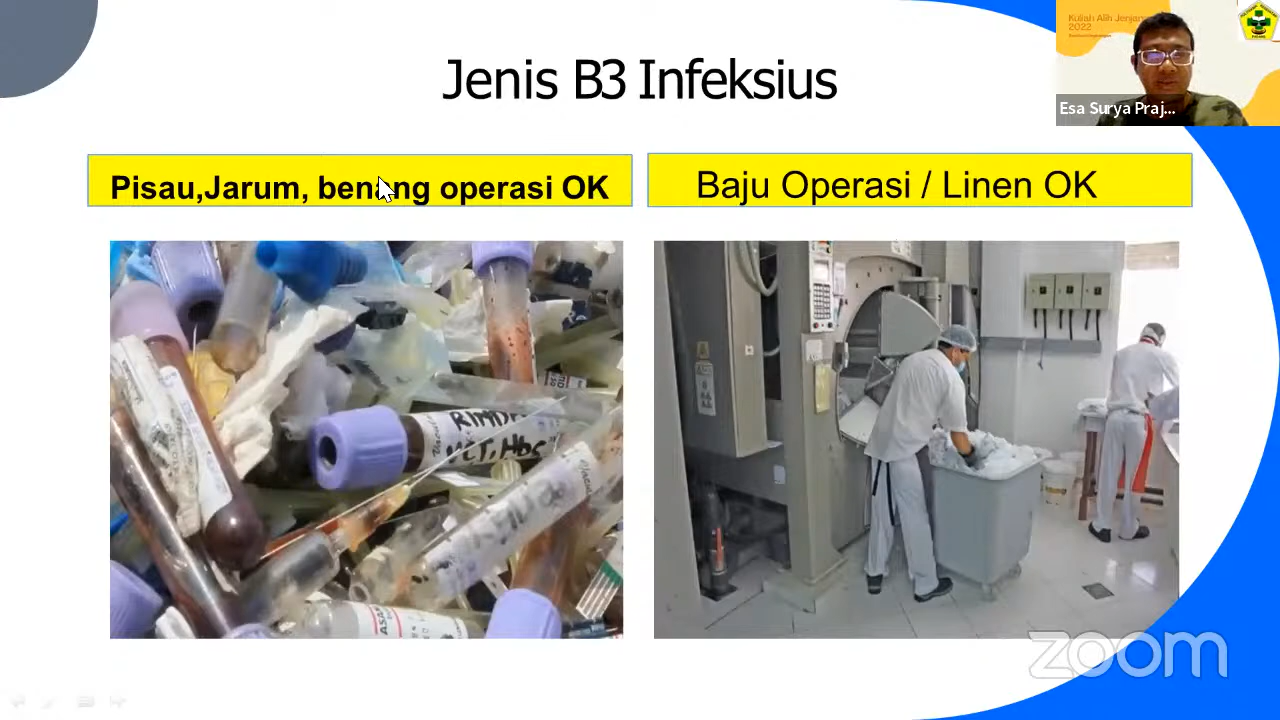 Jenis B3 Infeksius
Kuliah Alih Jenjang
2022
Esa Surya Praj...
Pisau,Jarum, benang operasi OK
Baju Operasi / Linen OK
zoom